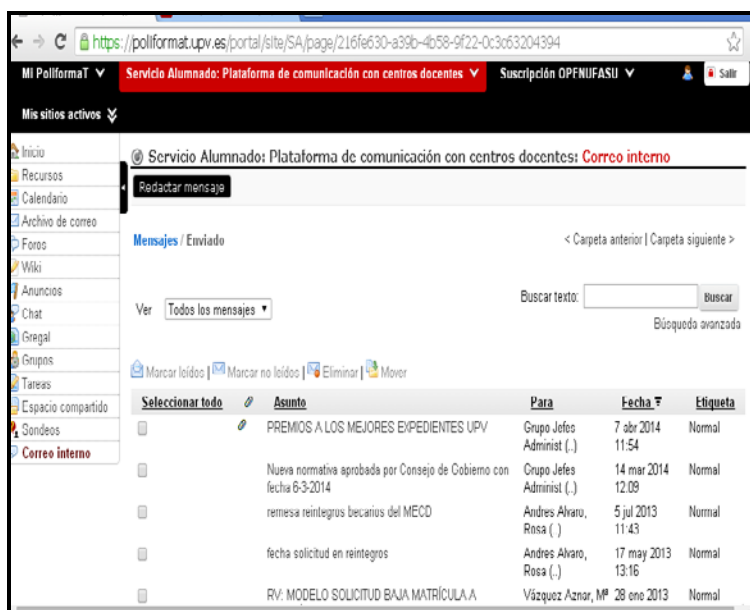 https://poliformat.upv.es/portal/site/SA/page/216fe630-a39b-4b58-9f22-0c3c63204394
Mi PoliformaT
Servicio Alumnado: Plataforma de comunicación con centros docentes
Suscripción OPENUFASU
Salir
Mis sitios activos
Inicio
Recursos
Calendario
Archivo de correo
Foros
Wiki
Anuncios
Chat
Gregal
Grupos
Tareas
Espacio compartido
Sondeos
Correo interno
Servicio Alumnado: Plataforma de comunicación con centros docentes: Correo interno
Redactar mensaje
Mensajes / Enviado
< Carpeta anterior | Carpeta siguiente >
Ver Todos los mensajes
Buscar texto: Buscar
Búsqueda avanzada
Marcar leídos | Marcar no leídos | Eliminar | Mover
Seleccionar todo Asunto Para Fecha Etiqueta
PREMIOS A LOS MEJORES EXPEDIENTES UPV Grupo Jefes 7 abr 2014 Normal
Administ (..) 11:54
Nueva normativa aprobada por Consejo de Gobierno con Grupo Jefes 14 mar 2014 Normal
fecha 6-3-2014 Administ (..) 12:09
remesa reintegros becarios del MECD Andres Alvaro, 5 jul 2013 Normal
Rosa (..) 11:43
fecha solicitud en reintegros Andres Alvaro, 17 may 2013 Normal
Rosa (..) 13:16
RV: MODELO SOLICITUD BAJA MATRÍCULA A Vázquez Aznar, Mª 28 ene 2013 Normal